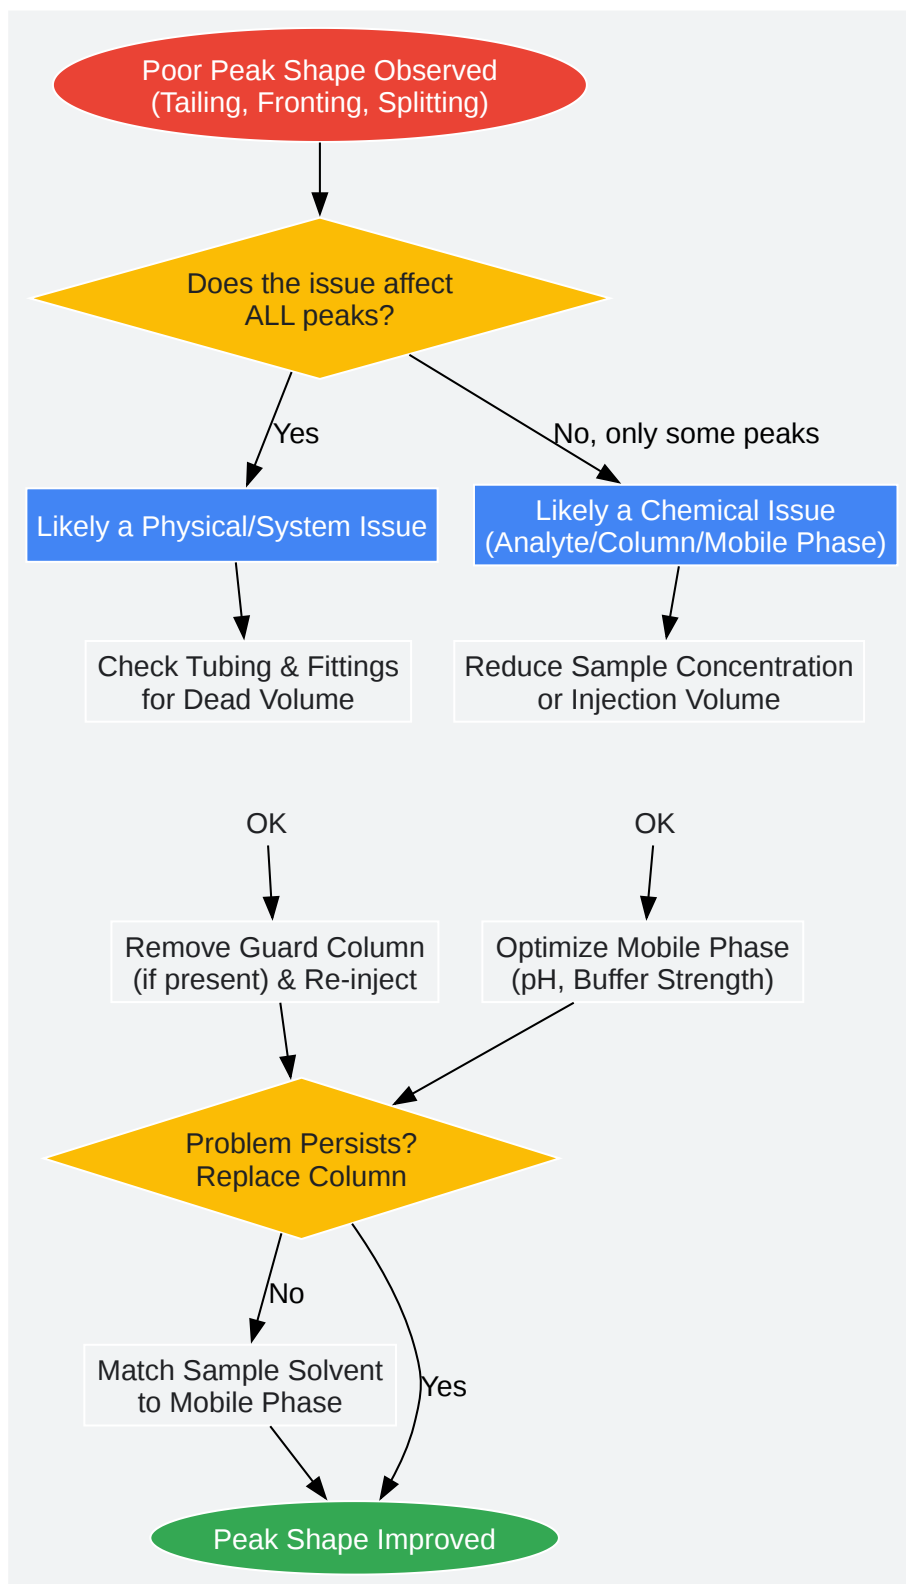 Poor Peak Shape Observed
(Tailing, Fronting, Splitting)
Does the issue affect
ALL peaks?
Yes
No, only some peaks
Likely a Physical/System Issue
Likely a Chemical Issue
(Analyte/Column/Mobile Phase)
Check Tubing & Fittings
for Dead Volume
Reduce Sample Concentration
or Injection Volume
OK
OK
Remove Guard Column
(if present) & Re-inject
Optimize Mobile Phase
(pH, Buffer Strength)
Problem Persists?
Replace Column
No
Match Sample Solvent
to Mobile Phase
Yes
Peak Shape Improved